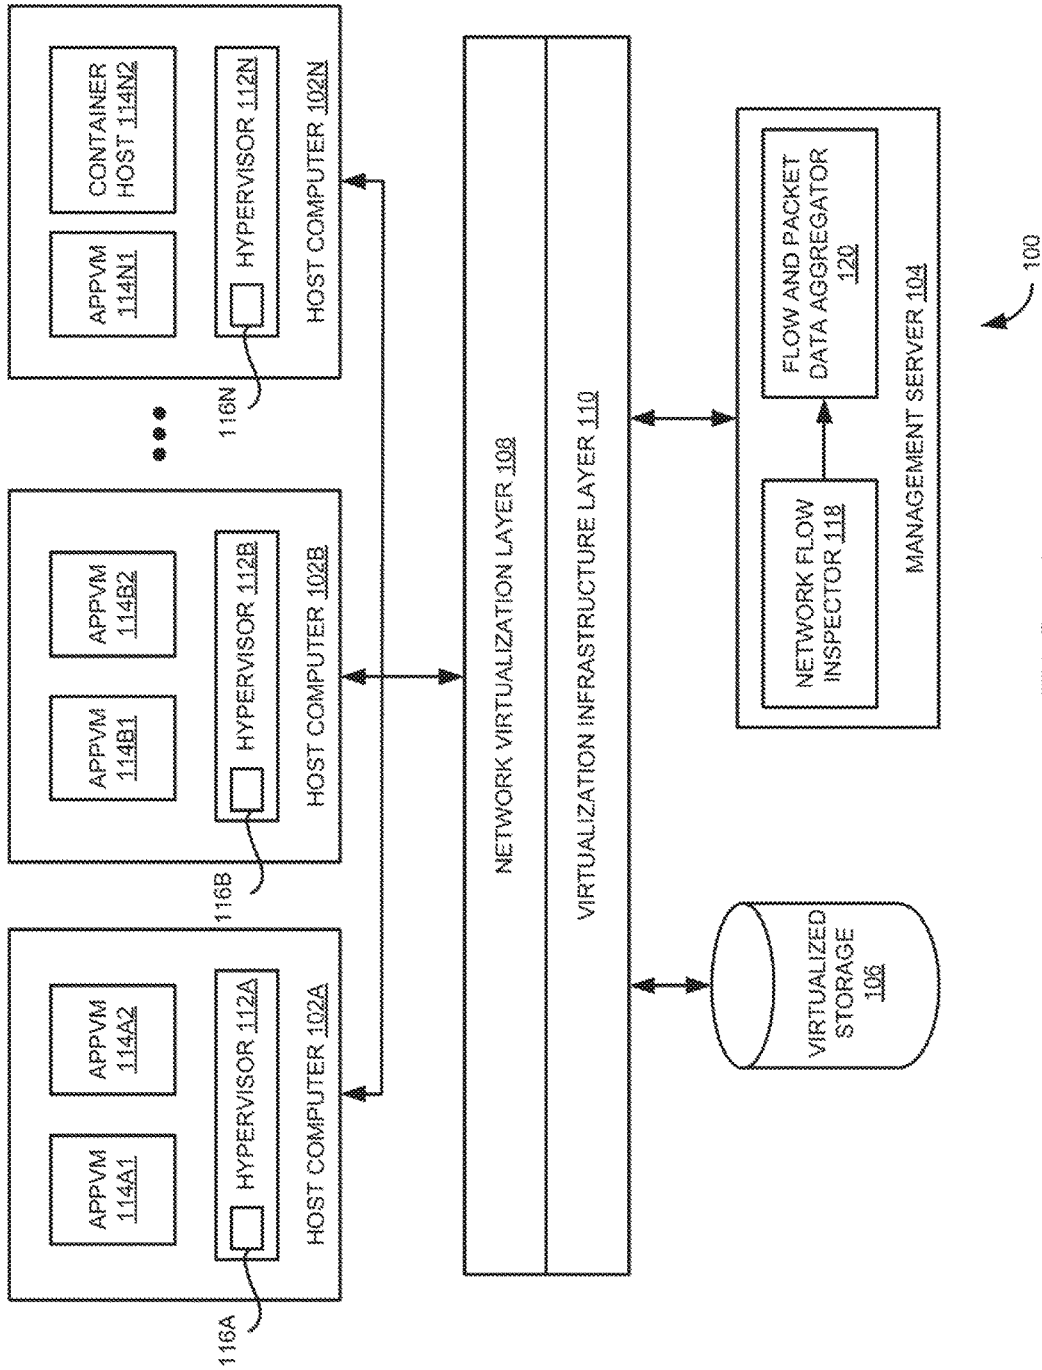 APPVM
114A1
APPVM
114A2
HYPERVISOR 112A
HOST COMPUTER 102A
116A
APPVM
114B1
APPVM
114B2
HYPERVISOR 112B
HOST COMPUTER 102B
116B
APPVM
114N1
CONTAINER
HOST 114N2
HYPERVISOR 112N
HOST COMPUTER 102N
116N
NETWORK VIRTUALIZATION LAYER 108
VIRTUALIZATION INFRASTRUCTURE LAYER 110
VIRTUALIZED
STORAGE
106
NETWORK FLOW
INSPECTOR 118
FLOW AND PACKET
DATA AGGREGATOR
120
MANAGEMENT SERVER 104
100